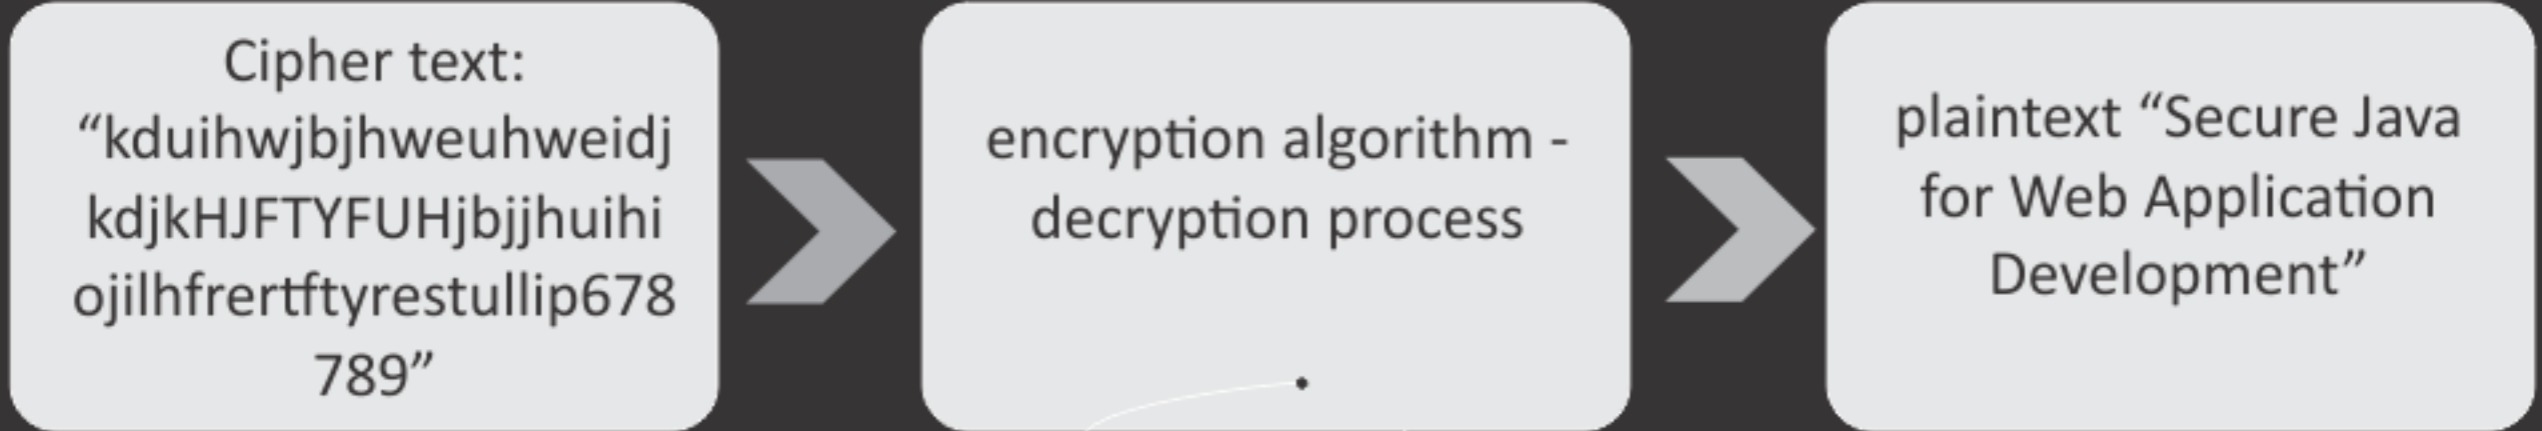 Cipher text:
“kduihwjbjhweuhweidj
kdjkHJFTYFUHjbjjhuihi
ojilhfrertftyrestullip678
789”
encryption algorithm -
decryption process
plaintext “Secure Java
for Web Application
Development”